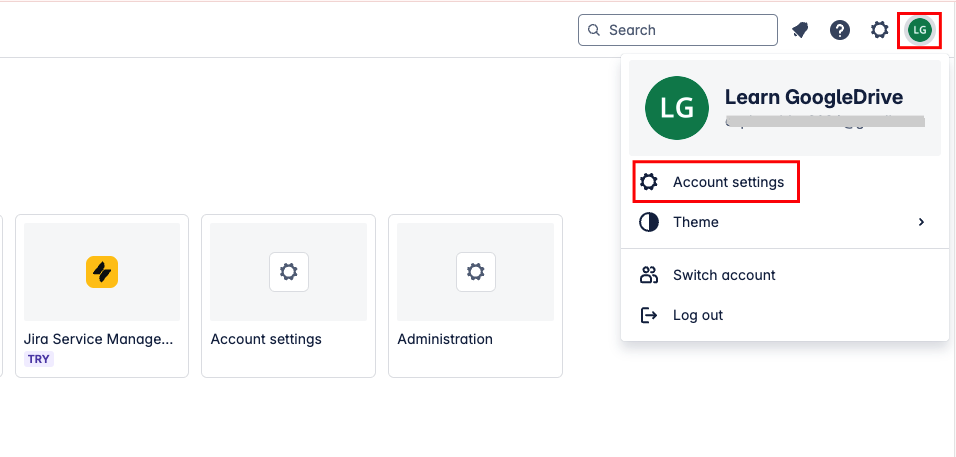 Search
LG
LG
Learn GoogleDrive
Account settings
Theme
Switch account
Log out
Jira Service Manage...
TRY
Account settings
Administration